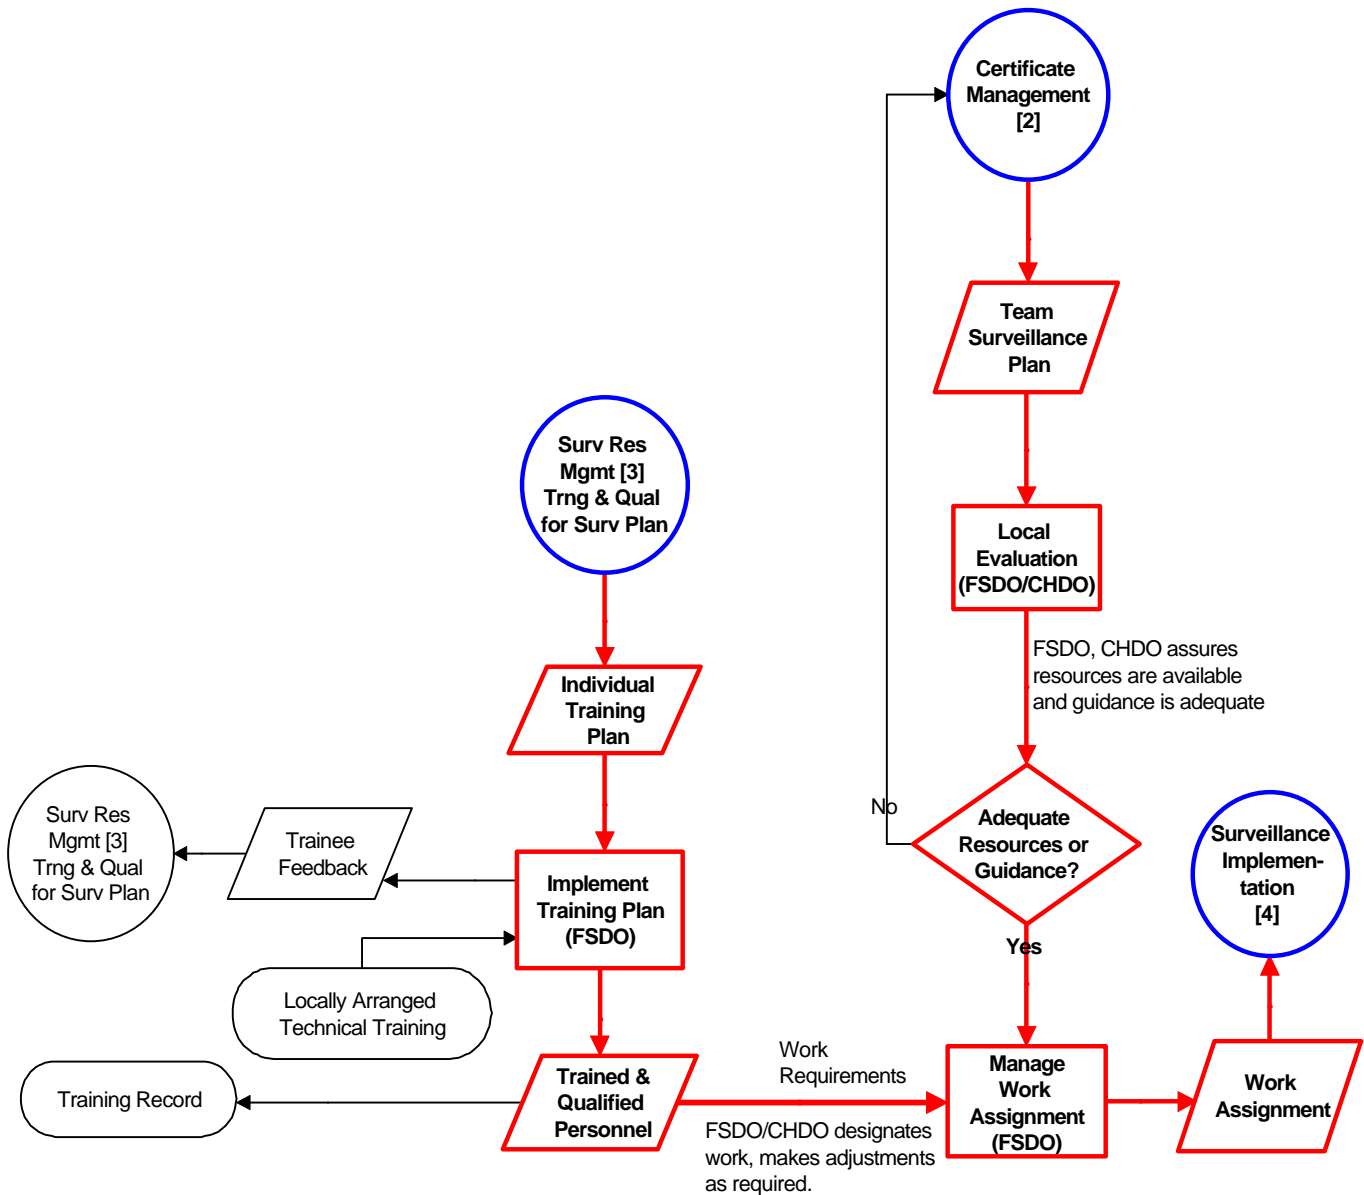 Certificate
Management
[2]
Team
Surveillance
Plan
Surv Res
Mgmt [3]
Trng & Qual
for Surv Plan
Local
Evaluation
(FSDO/CHDO)
FSDO, CHDO assures
resources are available
and guidance is adequate
Individual
Training
Plan
No
Adequate
Resources or
Guidance?
Surveillance
Implemen-
tation
[4]
Surv Res
Mgmt [3]
Trng & Qual
for Surv Plan
Trainee
Feedback
Implement
Training Plan
(FSDO)
Yes
Locally Arranged
Technical Training
Work
Requirements
Training Record
Trained &
Qualified
Personnel
Manage
Work
Assignment
(FSDO)
Work
Assignment
FSDO/CHDO designates
work, makes adjustments
as required.